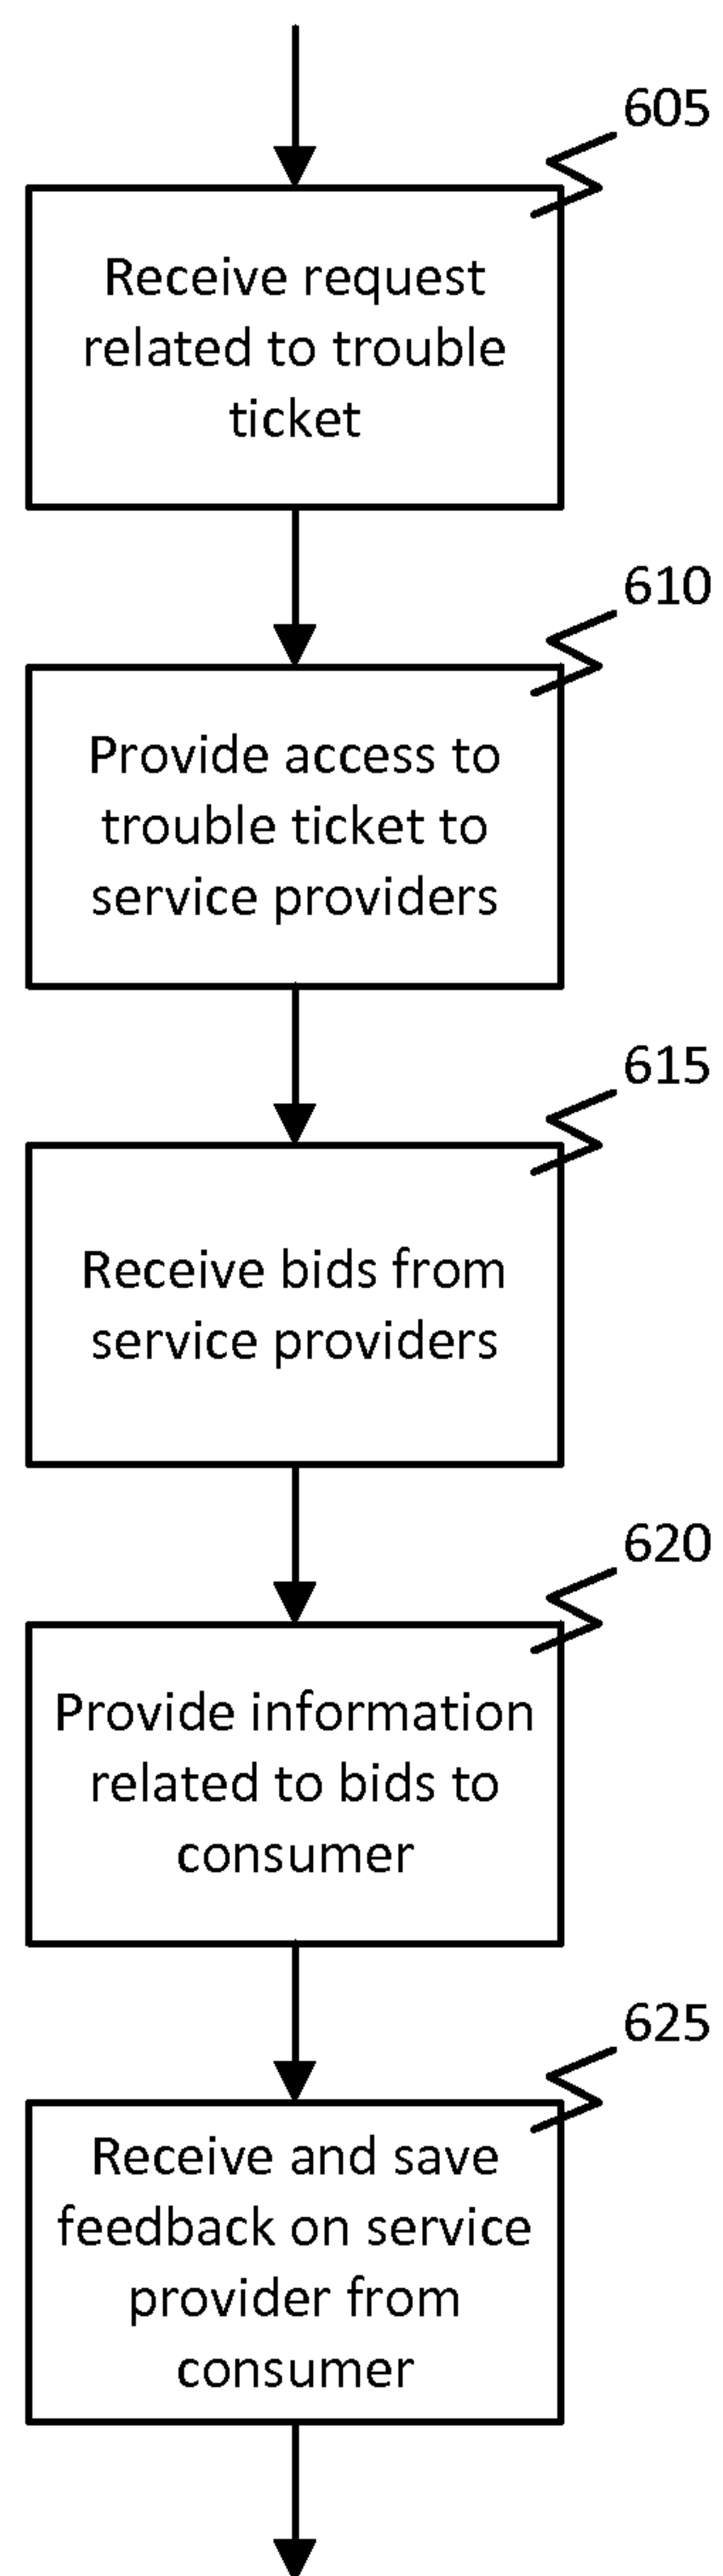 605
Receive request
related to trouble
ticket
610
Provide access to
trouble ticket to
service providers
615
Receive bids from
service providers
620
Provide information
related to bids to
consumer
625
Receive and save
feedback on service
provider from
consumer